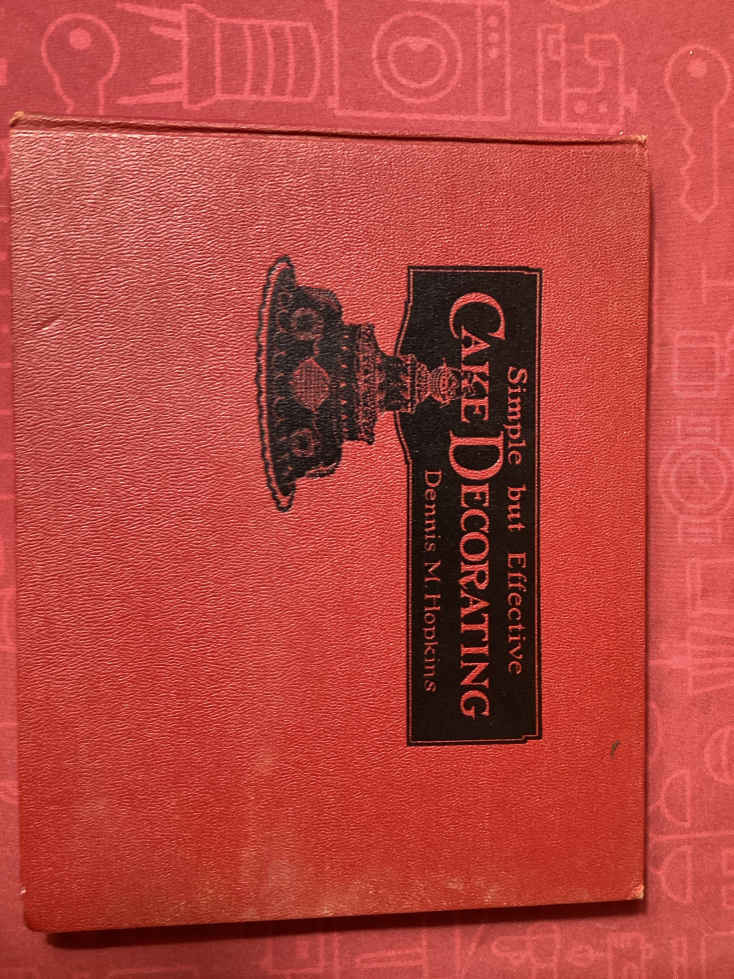 Simple but Effective
CAKE DECORATING
Dennis M. Hopkins